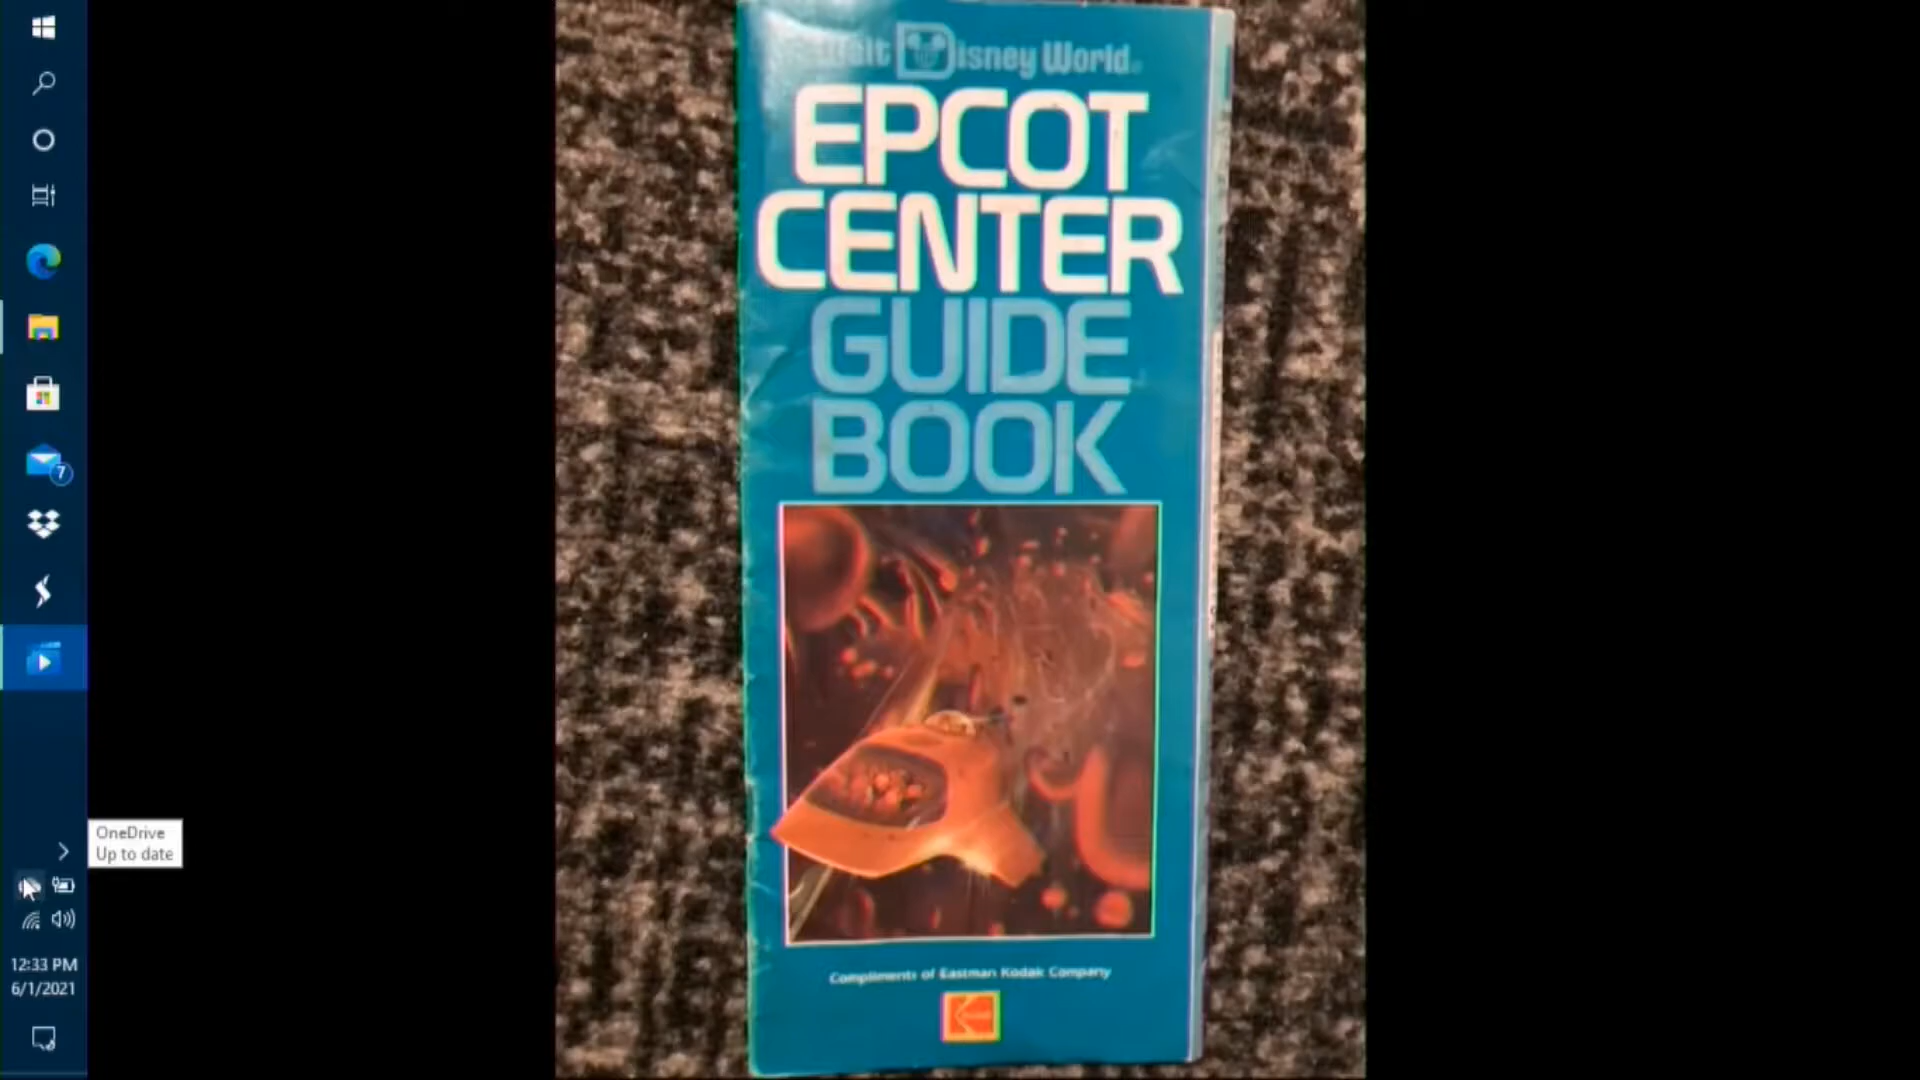 Walt Disney World
EPCOT
CENTER
GUIDE
BOOK
Compliments of Eastman Kodak Company
Kodak
7
OneDrive
Up to date
12:33 PM
6/1/2021